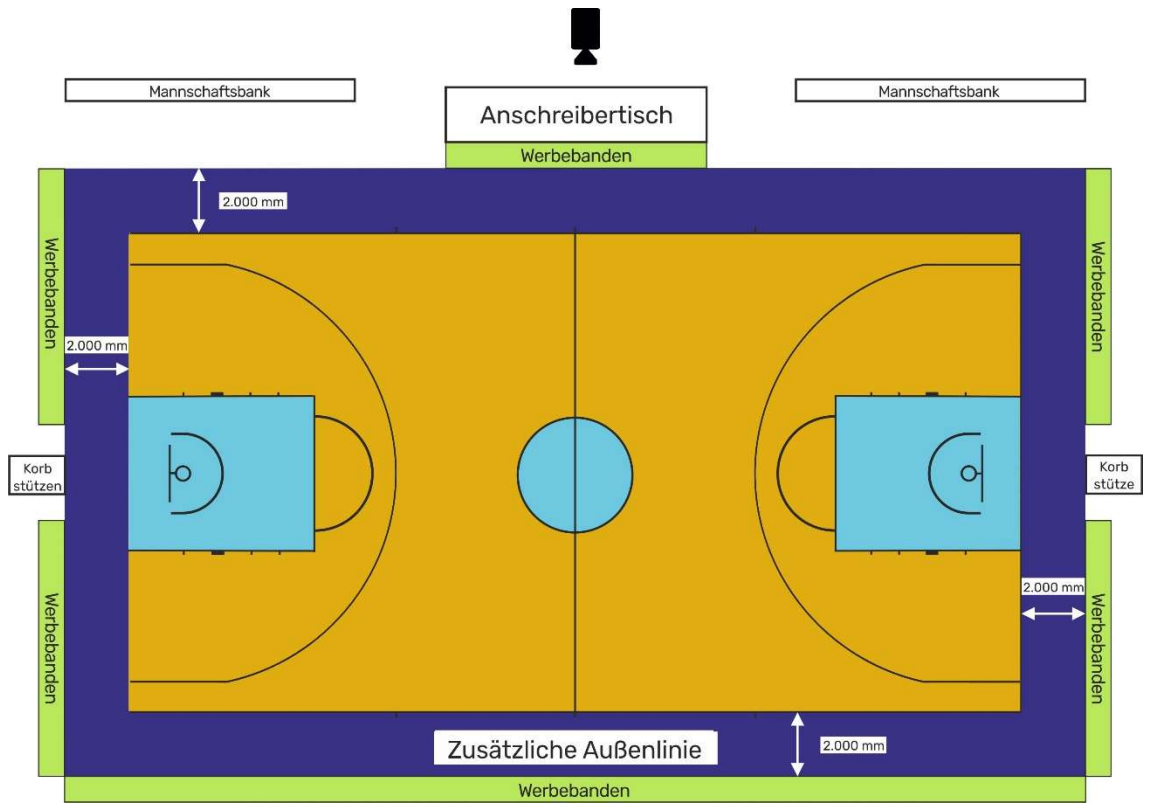 Mannschaftsbank
Mannschaftsbank
Anschreibertisch
Werbebanden
2.000 mm
Werbebanden
Werbebanden
2.000 mm
Korb
stützen
Korb
stütze
Werbebanden
2.000 mm
Werbebanden
Zusätzliche Außenlinie
2.000 mm
Werbebanden